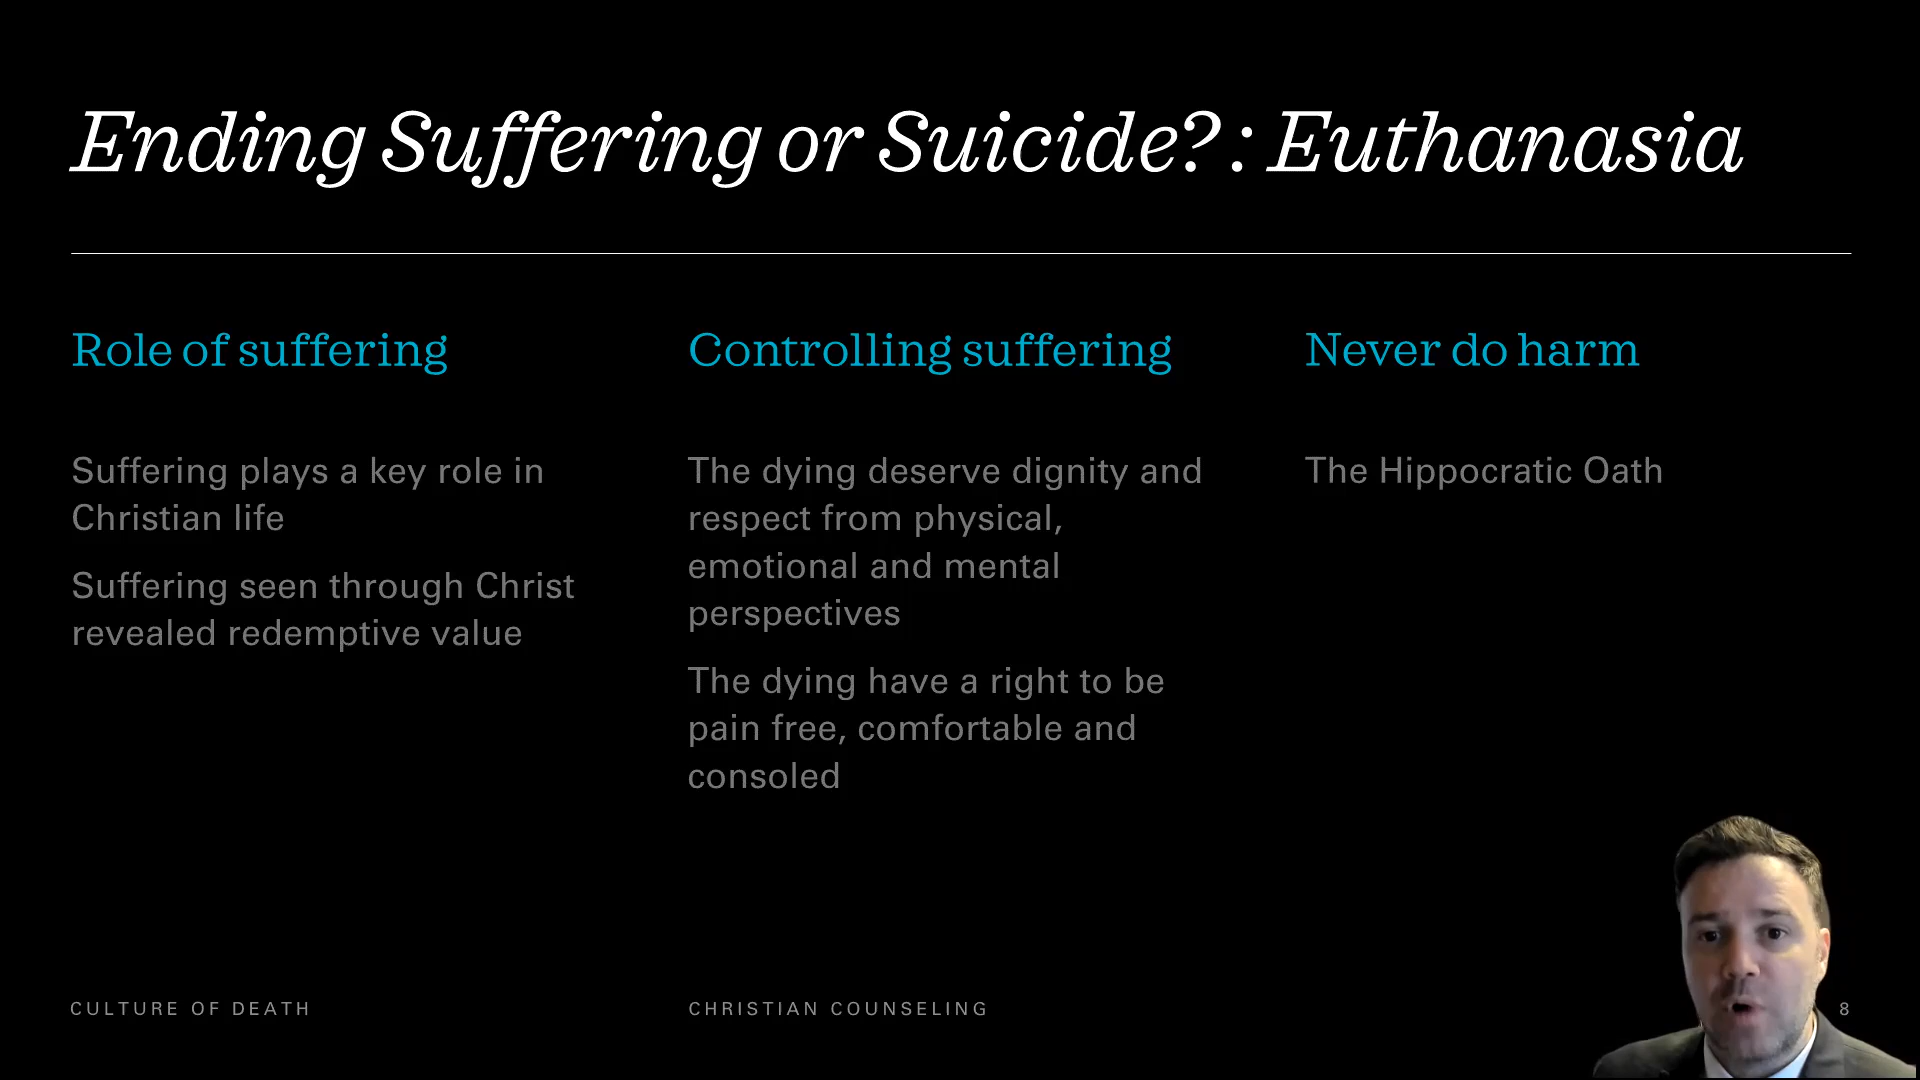 Ending Suffering or Suicide?: Euthanasia
Role of suffering
Suffering plays a key role in
Christian life
Suffering seen through Christ
revealed redemptive value
Controlling suffering
The dying deserve dignity and
respect from physical,
emotional and mental
perspectives
The dying have a right to be
pain free, comfortable and
consoled
Never do harm
The Hippocratic Oath
CULTURE OF DEATH
CHRISTIAN COUNSELING
8